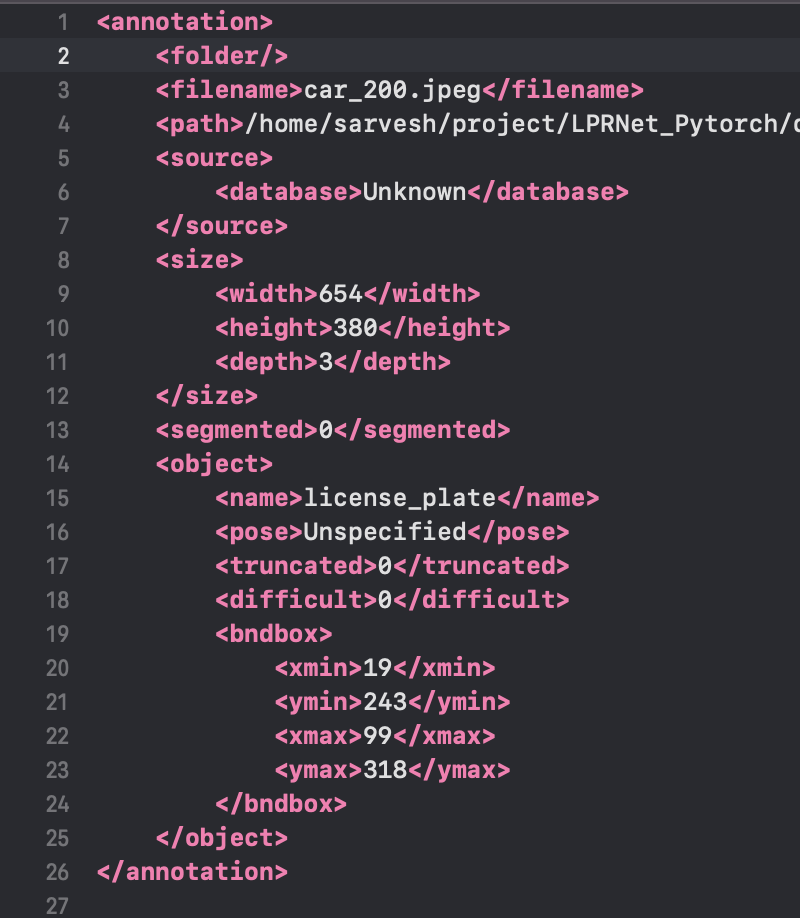 1 <annotation>
2 <folder/>
3 <filename>car_200.jpeg</filename>
4 <path>/home/sarvesh/project/LPRNet_Pytorch/
5 <source>
6 <database>Unknown</database>
7 </source>
8 <size>
9 <width>654</width>
10 <height>380</height>
11 <depth>3</depth>
12 </size>
13 <segmented>0</segmented>
14 <object>
15 <name>license_plate</name>
16 <pose>Unspecified</pose>
17 <truncated>0</truncated>
18 <difficult>0</difficult>
19 <bndbox>
20 <xmin>19</xmin>
21 <ymin>243</ymin>
22 <xmax>99</xmax>
23 <ymax>318</ymax>
24 </bndbox>
25 </object>
26 </annotation>
27